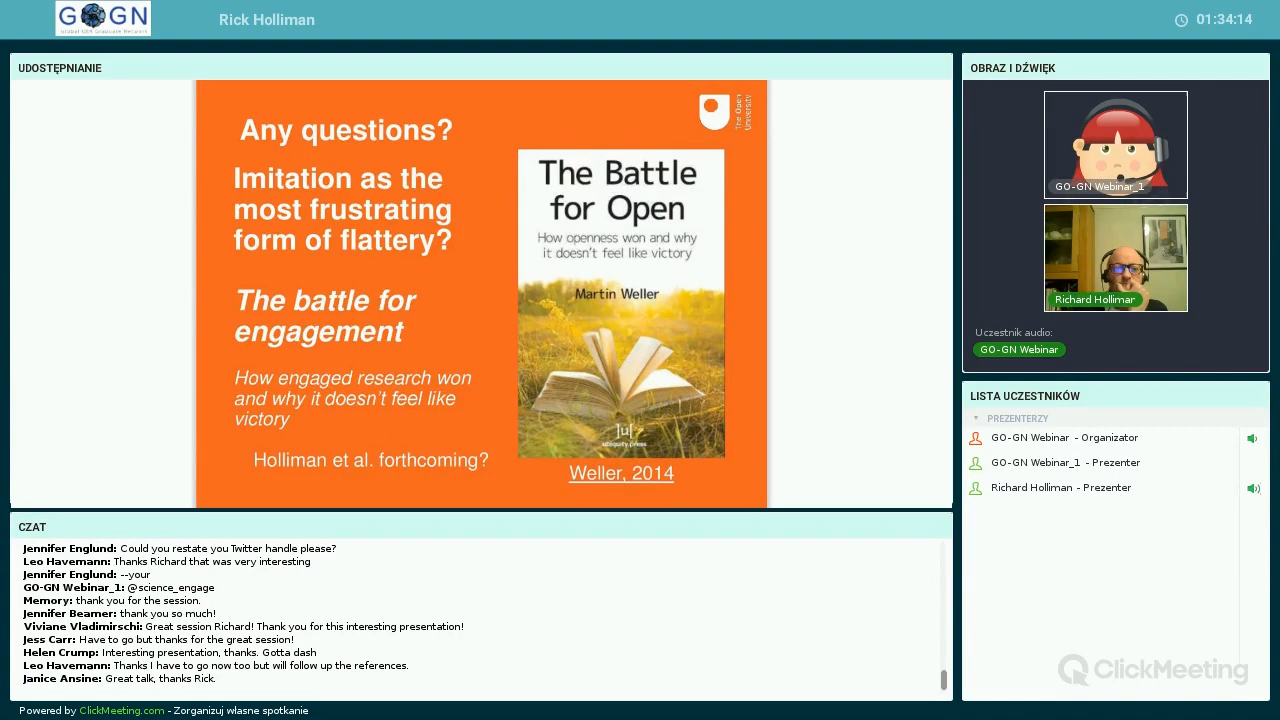 GOGN
Global OER Graduate Network
Rick Holliman
01:34:14
UDOSTĘPNIANIE
Any questions?
Imitation as the
most frustrating
form of flattery?
The battle for
engagement
How engaged research won
and why it doesn't feel like
victory
Holliman et al. forthcoming?
The Open
University
The Battle
for Open
How openness won and why
it doesn't feel like victory
Martin Weller
]u[
ubiquity press
Weller, 2014
CZAT
Jennifer Englund: Could you restate you Twitter handle please?
Leo Havemann: Thanks Richard that was very interesting
Jennifer Englund: --your
GO-GN Webinar_1: @science_engage
Memory: thank you for the session.
Jennifer Beamer: thank you so much!
Viviane Vladimirschi: Great session Richard! Thank you for this interesting presentation!
Jess Carr: Have to go but thanks for the great session!
Helen Crump: Interesting presentation, thanks. Gotta dash
Leo Havemann: Thanks I have to go now too but will follow up the references.
Janice Ansine: Great talk, thanks Rick.
Powered by ClickMeeting.com - Zorganizuj własne spotkanie
OBRAZ I DŹWIĘK
GO-GN Webinar_1
Richard Holliman
Uczestnik audio:
GO-GN Webinar
LISTA UCZESTNIKÓW
PREZENTERZY
GO-GN Webinar - Organizator
GO-GN Webinar_1 - Prezenter
Richard Holliman - Prezenter
ClickMeeting